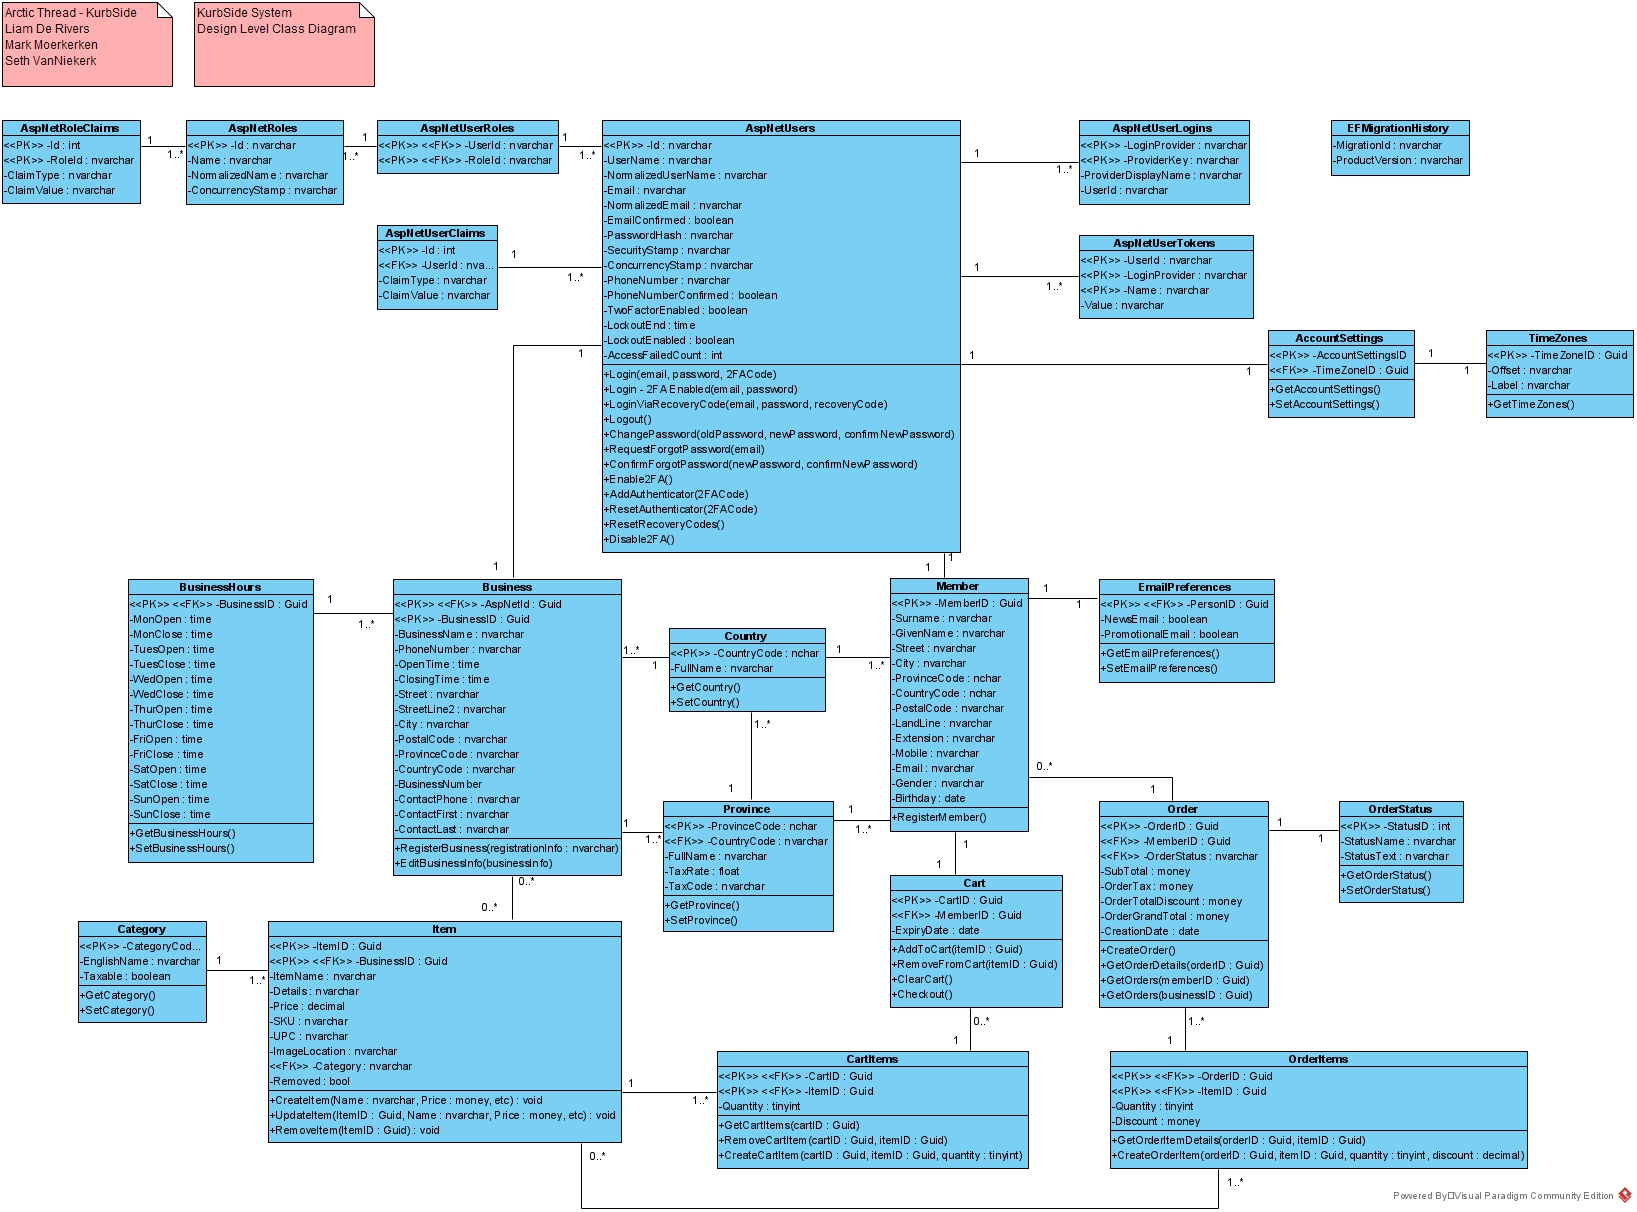 Arctic Thread - KurbSide
Liam De Rivers
Mark Moerkerken
Seth VanNiekerk
KurbSide System
Design Level Class Diagram
AspNetRoleClaims
<<PK>> -Id : int
<<PK>> -RoleId : nvarchar
-ClaimType : nvarchar
-ClaimValue : nvarchar
1
1..*
AspNetRoles
<<PK>> -Id : nvarchar
-Name : nvarchar
-NormalizedName : nvarchar
-ConcurrencyStamp : nvarchar
1
1..*
AspNetUserRoles
<<PK>> <<FK>> -UserId : nvarchar
<<PK>> <<FK>> -RoleId : nvarchar
1
1..*
AspNetUserClaims
<<PK>> -Id : int
<<FK>> -UserId : nva...
-ClaimType : nvarchar
-ClaimValue : nvarchar
1
1..*
AspNetUsers
<<PK>> -Id : nvarchar
-UserName : nvarchar
-NormalizedUserName : nvarchar
-Email : nvarchar
-NormalizedEmail : nvarchar
-EmailConfirmed : boolean
-PasswordHash : nvarchar
-SecurityStamp : nvarchar
-ConcurrencyStamp : nvarchar
-PhoneNumber : nvarchar
-PhoneNumberConfirmed : boolean
-TwoFactorEnabled : boolean
-LockoutEnd : time
-LockoutEnabled : boolean
-AccessFailedCount : int
+Login(email, password, 2FACode)
+Login - 2FA Enabled(email, password)
+LoginViaRecoveryCode(email, password, recoveryCode)
+Logout()
+ChangePassword(oldPassword, newPassword, confirmNewPassword)
+RequestForgotPassword(email)
+ConfirmForgotPassword(newPassword, confirmNewPassword)
+Enable2FA()
+AddAuthenticator(2FACode)
+ResetAuthenticator(2FACode)
+ResetRecoveryCodes()
+Disable2FA()
1
1..*
AspNetUserLogins
<<PK>> -LoginProvider : nvarchar
<<PK>> -ProviderKey : nvarchar
-ProviderDisplayName : nvarchar
-UserId : nvarchar
EFMigrationHistory
-MigrationId : nvarchar
-ProductVersion : nvarchar
1
1..*
AspNetUserTokens
<<PK>> -UserId : nvarchar
<<PK>> -LoginProvider : nvarchar
<<PK>> -Name : nvarchar
-Value : nvarchar
1
1
AccountSettings
<<PK>> -AccountSettingsID
<<FK>> -TimeZoneID : Guid
+GetAccountSettings()
+SetAccountSettings()
1
1
TimeZones
<<PK>> -TimeZoneID : Guid
-Offset : nvarchar
-Label : nvarchar
+GetTimeZones()
1
1
1
1
BusinessHours
<<PK>> <<FK>> -BusinessID : Guid
-MonOpen : time
-MonClose : time
-TuesOpen : time
-TuesClose : time
-WedOpen : time
-WedClose : time
-ThurOpen : time
-ThurClose : time
-FriOpen : time
-FriClose : time
-SatOpen : time
-SatClose : time
-SunOpen : time
-SunClose : time
+GetBusinessHours()
+SetBusinessHours()
1
1..*
Business
<<PK>> <<FK>> -AspNetId : Guid
<<PK>> -BusinessID : Guid
-BusinessName : nvarchar
-PhoneNumber : nvarchar
-OpenTime : time
-ClosingTime : time
-Street : nvarchar
-StreetLine2 : nvarchar
-City : nvarchar
-PostalCode : nvarchar
-ProvinceCode : nvarchar
-CountryCode : nvarchar
-BusinessNumber
-ContactPhone : nvarchar
-ContactFirst : nvarchar
-ContactLast : nvarchar
+RegisterBusiness(registrationInfo : nvarchar)
+EditBusinessInfo(businessInfo)
1..*
1
Country
<<PK>> -CountryCode : nchar
-FullName : nvarchar
+GetCountry()
+SetCountry()
1
1..*
1..*
1
Province
<<PK>> -ProvinceCode : nchar
<<FK>> -CountryCode : nvarchar
-FullName : nvarchar
-TaxRate : float
-TaxCode : nvarchar
+GetProvince()
+SetProvince()
1
1..*
1
1..*
Member
<<PK>> -MemberID : Guid
-Surname : nvarchar
-GivenName : nvarchar
-Street : nvarchar
-City : nvarchar
-ProvinceCode : nchar
-CountryCode : nchar
-PostalCode : nvarchar
-LandLine : nvarchar
-Extension : nvarchar
-Mobile : nvarchar
-Email : nvarchar
-Gender : nvarchar
-Birthday : date
+RegisterMember()
1
1
EmailPreferences
<<PK>> <<FK>> -PersonID : Guid
-NewsEmail : boolean
-PromotionalEmail : boolean
+GetEmailPreferences()
+SetEmailPreferences()
0..*
1
Order
<<PK>> -OrderID : Guid
<<FK>> -MemberID : Guid
<<FK>> -OrderStatus : nvarchar
-SubTotal : money
-OrderTax : money
-OrderTotalDiscount : money
-OrderGrandTotal : money
-CreationDate : date
+CreateOrder()
+GetOrderDetails(orderID : Guid)
+GetOrders(memberID : Guid)
+GetOrders(businessID : Guid)
1
1
OrderStatus
<<PK>> -StatusID : int
-StatusName : nvarchar
-StatusText : nvarchar
+GetOrderStatus()
+SetOrderStatus()
1
1
Cart
<<PK>> -CartID : Guid
<<FK>> -MemberID : Guid
-ExpiryDate : date
+AddToCart(itemID : Guid)
+RemoveFromCart(itemID : Guid)
+ClearCart()
+Checkout()
0..*
0..*
Category
<<PK>> -CategoryCod...
-EnglishName : nvarchar
-Taxable : boolean
+GetCategory()
+SetCategory()
1
1..*
Item
<<PK>> -ItemID : Guid
<<PK>> <<FK>> -BusinessID : Guid
-ItemName : nvarchar
-Details : nvarchar
-Price : decimal
-SKU : nvarchar
-UPC : nvarchar
-ImageLocation : nvarchar
<<FK>> -Category : nvarchar
-Removed : bool
+CreateItem(Name : nvarchar, Price : money, etc) : void
+UpdateItem(ItemID : Guid, Name : nvarchar, Price : money, etc) : void
+RemoveItem(ItemID : Guid) : void
1
1..*
0..*
1
CartItems
<<PK>> <<FK>> -CartID : Guid
<<PK>> <<FK>> -ItemID : Guid
-Quantity : tinyint
+GetCartItems(cartID : Guid)
+RemoveCartItem(cartID : Guid, itemID : Guid)
+CreateCartItem(cartID : Guid, itemID : Guid, quantity : tinyint)
1..*
1
OrderItems
<<PK>> <<FK>> -OrderID : Guid
<<PK>> <<FK>> -ItemID : Guid
-Quantity : tinyint
-Discount : money
+GetOrderItemDetails(orderID : Guid, itemID : Guid)
+CreateOrderItem(orderID : Guid, itemID : Guid, quantity : tinyint, discount : decimal)
0..*
1..*
Powered By□Visual Paradigm Community Edition